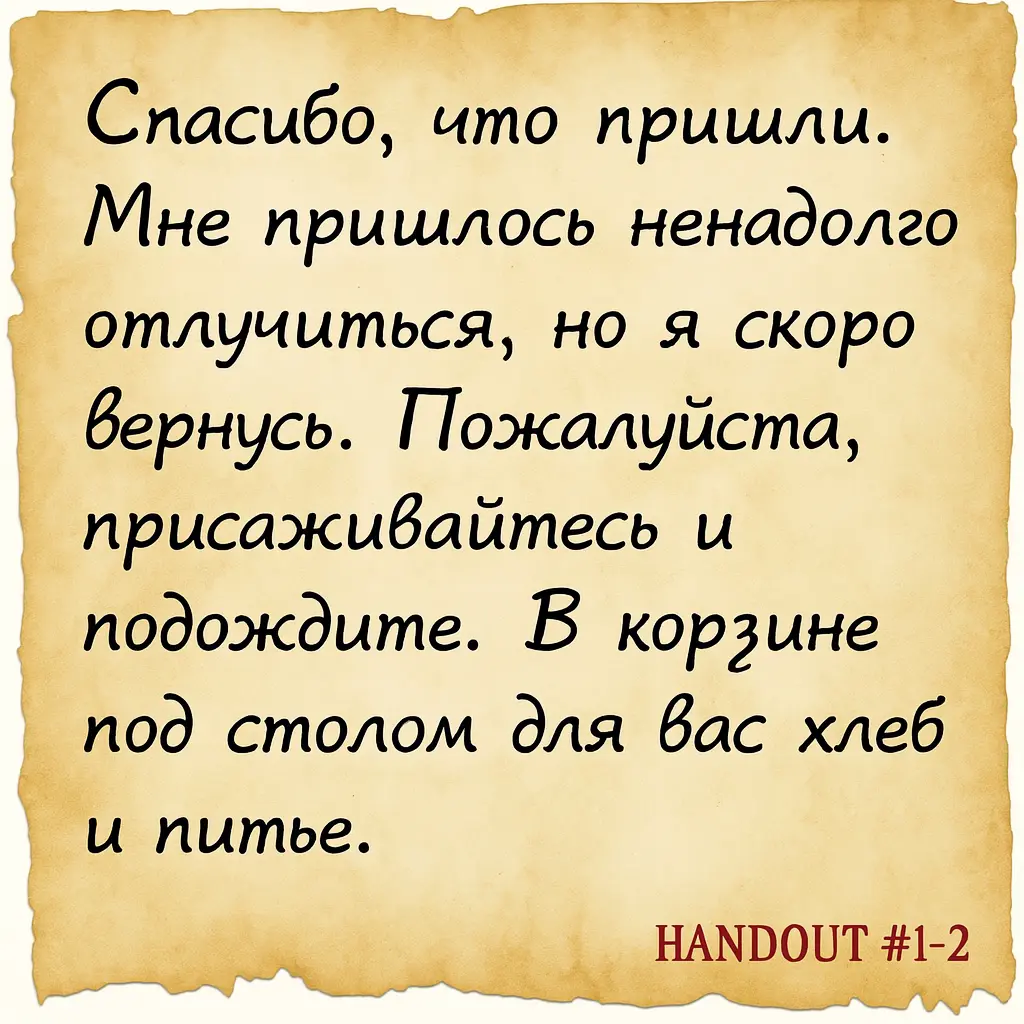 Спасибо, что пришли.
Мне пришлось ненадолго
отлучиться, но я скоро
вернусь. Пожалуйста,
присаживайтесь и
подождите. В корзине
под столом для вас хлеб
и питье.
HANDOUT #1-2